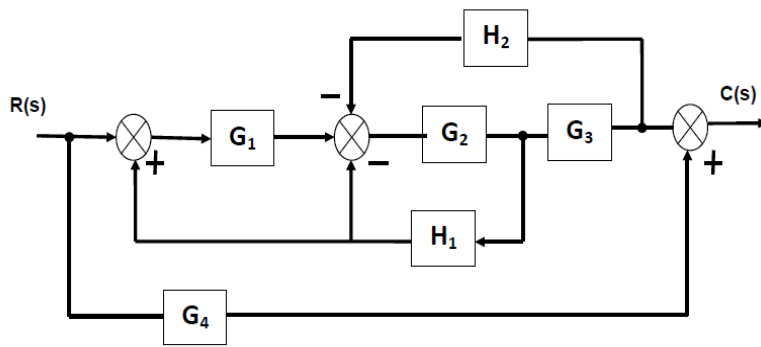 H2
R(s)
C(s)
−
G1
G2
G3
+
−
+
H1
G4